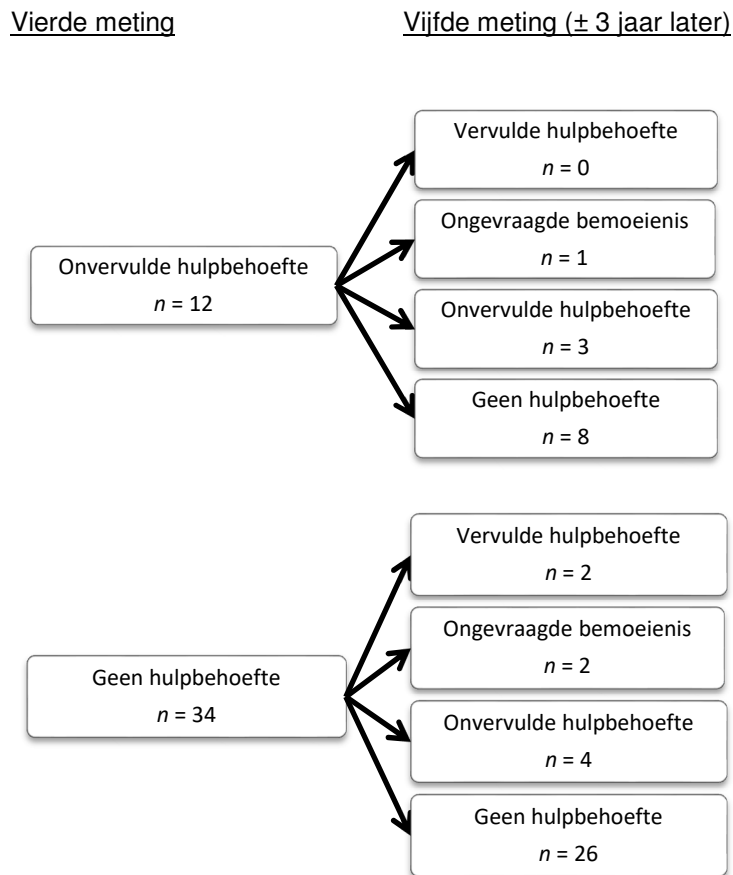 Vierde meting
Vijfde meting (± 3 jaar later)
Vervulde hulpbehoefte
n = 0
Ongevraagde bemoeienis
n = 1
Onvervulde hulpbehoefte
n = 12
Onvervulde hulpbehoefte
n = 3
Geen hulpbehoefte
n = 8
Vervulde hulpbehoefte
n = 2
Ongevraagde bemoeienis
n = 2
Geen hulpbehoefte
n = 34
Onvervulde hulpbehoefte
n = 4
Geen hulpbehoefte
n = 26